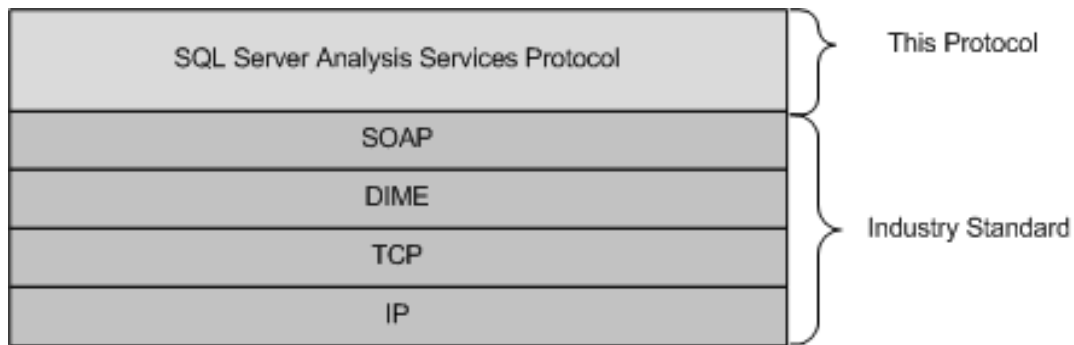 SQL Server Analysis Services Protocol
This Protocol
SOAP
DIME
TCP
IP
Industry Standard